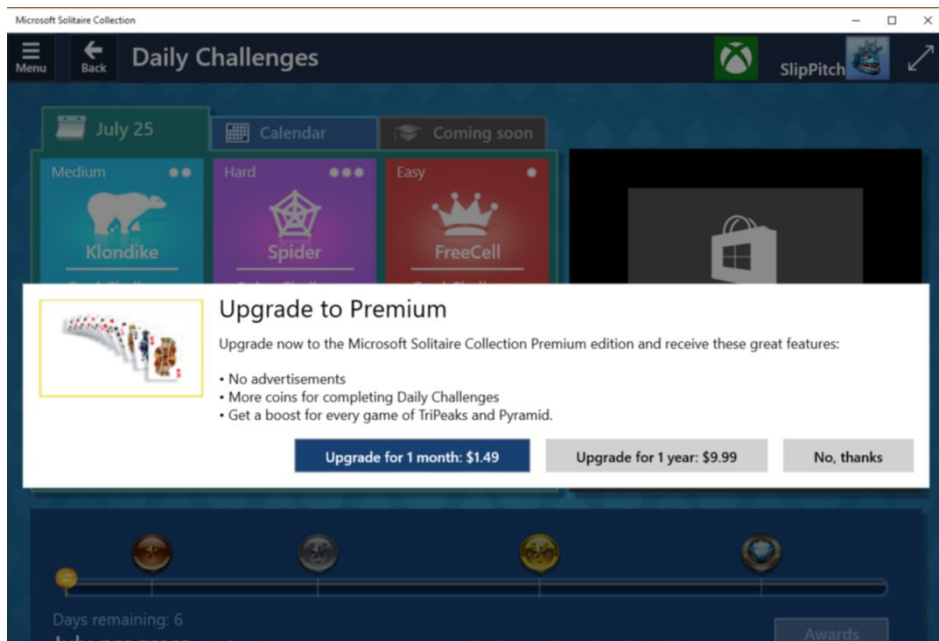 Microsoft Solitaire Collection
Menu
Back
Daily Challenges
SlipPitch
July 25
Calendar
Coming soon
Medium
Hard
Easy
Klondike
Spider
FreeCell
Upgrade to Premium
Upgrade now to the Microsoft Solitaire Collection Premium edition and receive these great features:
• No advertisements
• More coins for completing Daily Challenges
• Get a boost for every game of TriPeaks and Pyramid.
Upgrade for 1 month: $1.49
Upgrade for 1 year: $9.99
No, thanks
Days remaining: 6
Awards